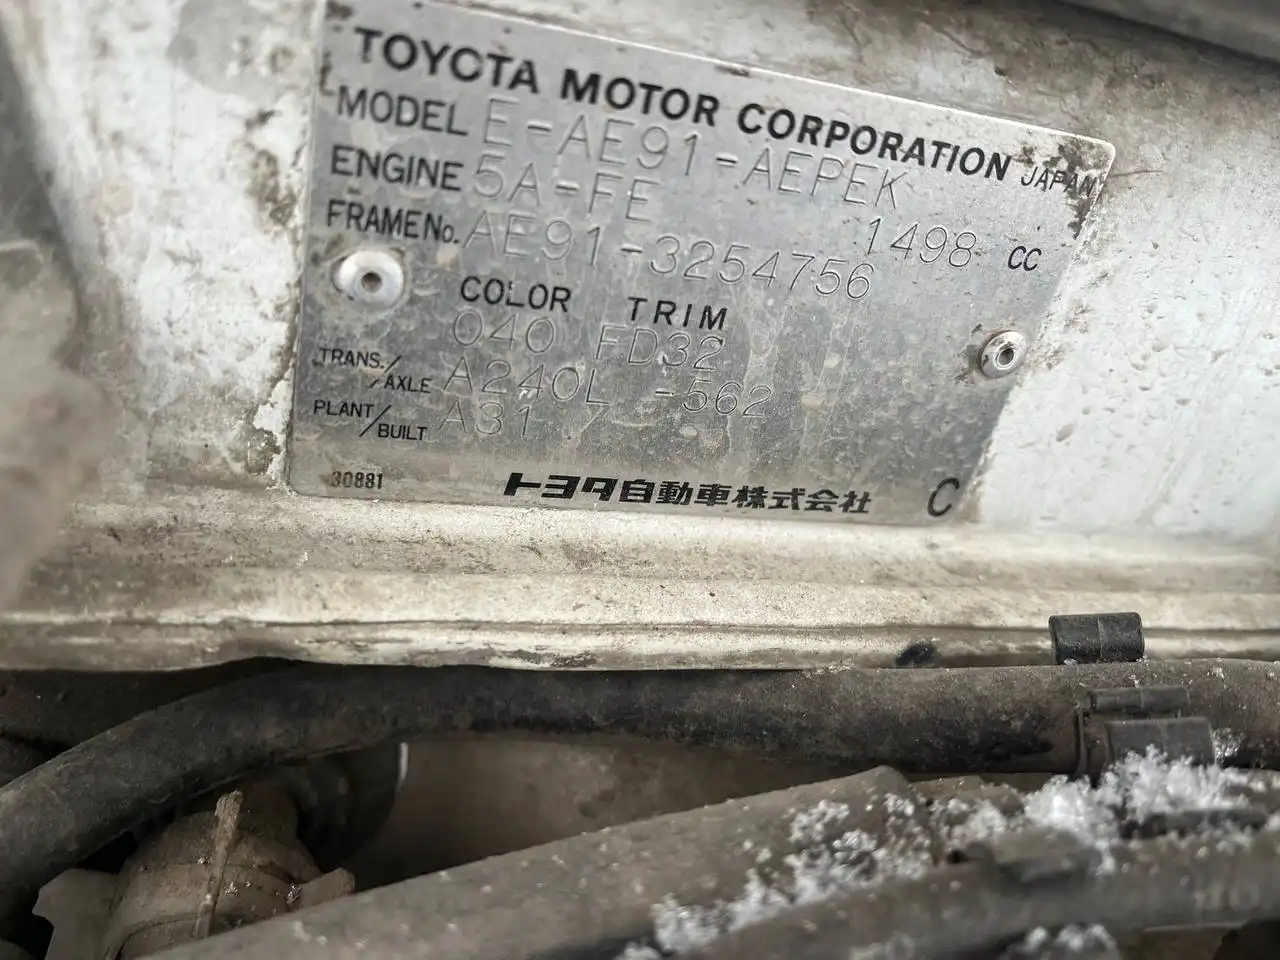 TOYOTA MOTOR CORPORATION JAPAN
MODEL E-AE91-AEPEK
ENGINE 5A-FE 1498 CC
FRAME No. AE91-3254756
COLOR TRIM
040 FD32
TRANS./AXLE A240L -562
PLANT/BUILT A31
30881 トヨタ自動車株式会社 C